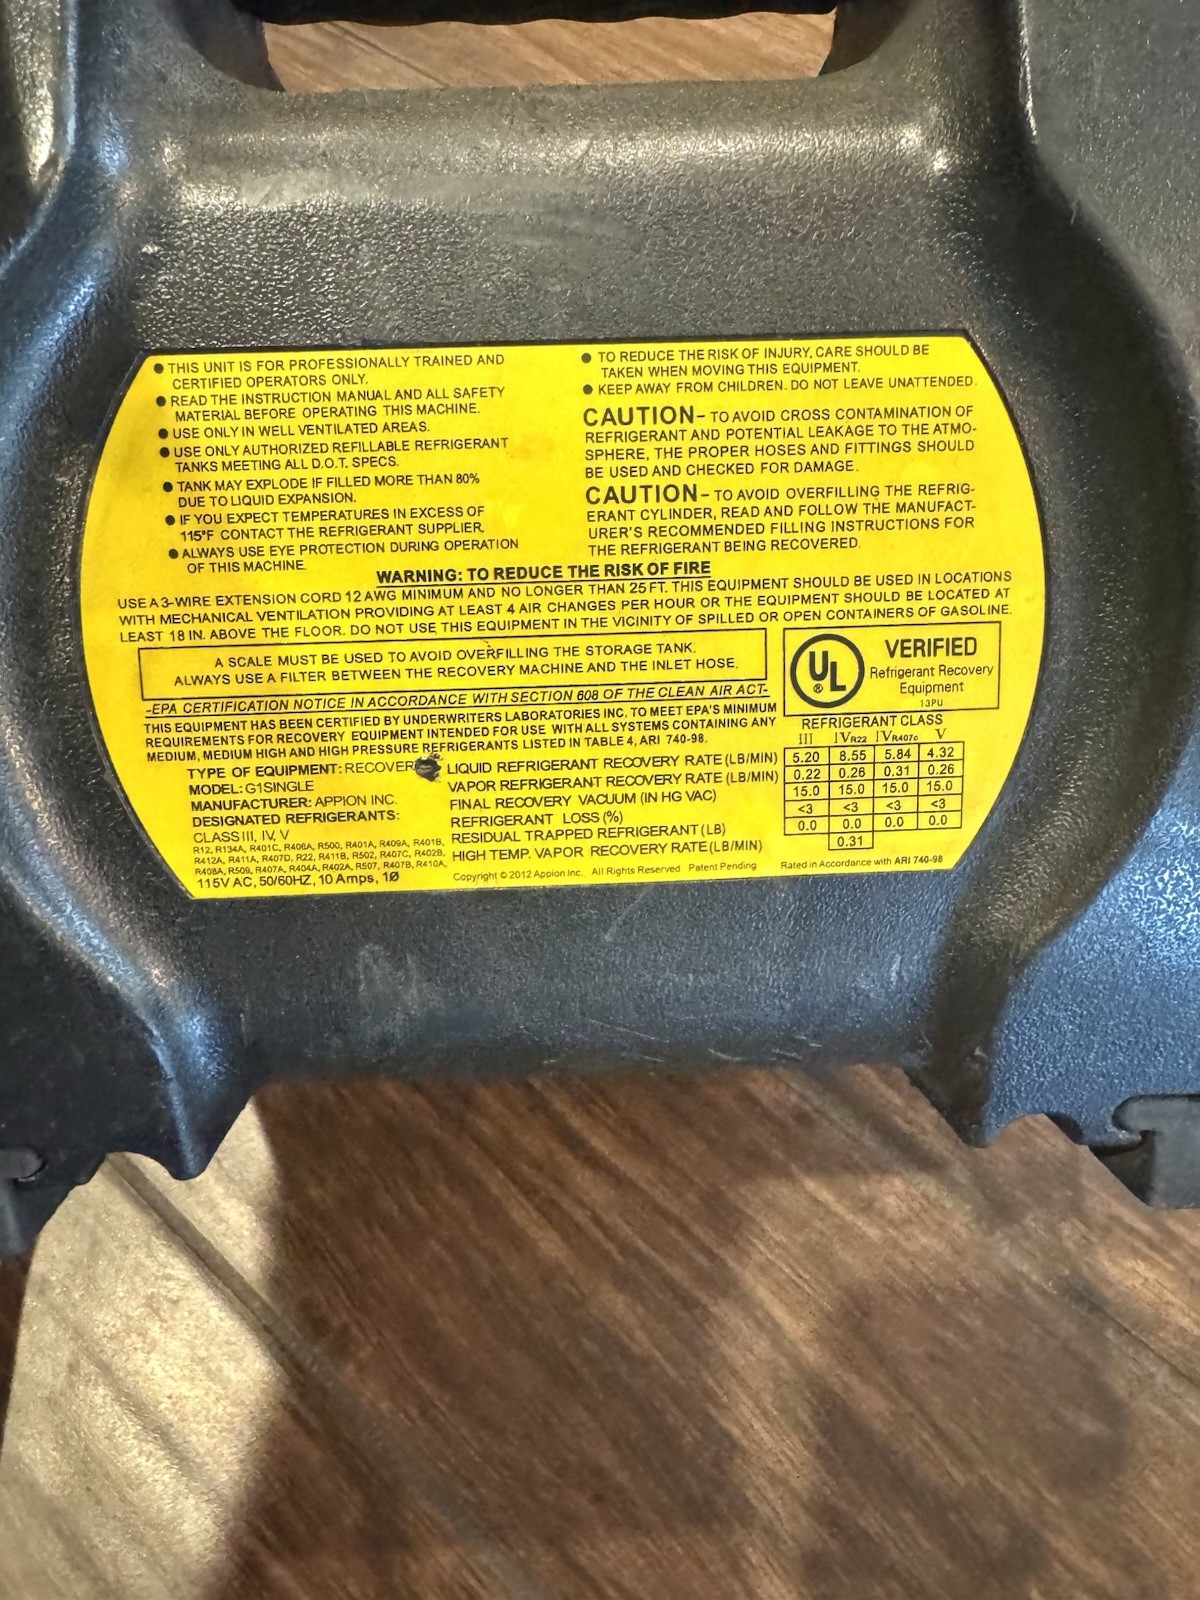 • THIS UNIT IS FOR PROFESSIONALLY TRAINED AND
CERTIFIED OPERATORS ONLY.
• READ THE INSTRUCTION MANUAL AND ALL SAFETY
MATERIAL BEFORE OPERATING THIS MACHINE.
• USE ONLY IN WELL VENTILATED AREAS.
• USE ONLY AUTHORIZED REFILLABLE REFRIGERANT
TANKS MEETING ALL D.O.T. SPECS.
• TANK MAY EXPLODE IF FILLED MORE THAN 80%
DUE TO LIQUID EXPANSION.
• IF YOU EXPECT TEMPERATURES IN EXCESS OF
115°F CONTACT THE REFRIGERANT SUPPLIER.
• ALWAYS USE EYE PROTECTION DURING OPERATION
OF THIS MACHINE.
• TO REDUCE THE RISK OF INJURY, CARE SHOULD BE
TAKEN WHEN MOVING THIS EQUIPMENT.
• KEEP AWAY FROM CHILDREN. DO NOT LEAVE UNATTENDED.
CAUTION- TO AVOID CROSS CONTAMINATION OF
REFRIGERANT AND POTENTIAL LEAKAGE TO THE ATMO-
SPHERE, THE PROPER HOSES AND FITTINGS SHOULD
BE USED AND CHECKED FOR DAMAGE.
CAUTION- TO AVOID OVERFILLING THE REFRIG-
ERANT CYLINDER, READ AND FOLLOW THE MANUFACT-
URER'S RECOMMENDED FILLING INSTRUCTIONS FOR
THE REFRIGERANT BEING RECOVERED.
WARNING: TO REDUCE THE RISK OF FIRE
USE A 3-WIRE EXTENSION CORD 12 AWG MINIMUM AND NO LONGER THAN 25 FT. THIS EQUIPMENT SHOULD BE USED IN LOCATIONS
WITH MECHANICAL VENTILATION PROVIDING AT LEAST 4 AIR CHANGES PER HOUR OR THE EQUIPMENT SHOULD BE LOCATED AT
LEAST 18 IN. ABOVE THE FLOOR. DO NOT USE THIS EQUIPMENT IN THE VICINITY OF SPILLED OR OPEN CONTAINERS OF GASOLINE.
A SCALE MUST BE USED TO AVOID OVERFILLING THE STORAGE TANK.
ALWAYS USE A FILTER BETWEEN THE RECOVERY MACHINE AND THE INLET HOSE.
UL ®
VERIFIED
Refrigerant Recovery
Equipment
13PU
-EPA CERTIFICATION NOTICE IN ACCORDANCE WITH SECTION 608 OF THE CLEAN AIR ACT-
THIS EQUIPMENT HAS BEEN CERTIFIED BY UNDERWRITERS LABORATORIES INC. TO MEET EPA'S MINIMUM
REQUIREMENTS FOR RECOVERY EQUIPMENT INTENDED FOR USE WITH ALL SYSTEMS CONTAINING ANY
MEDIUM, MEDIUM HIGH AND HIGH PRESSURE REFRIGERANTS LISTED IN TABLE 4, ARI 740-98.
TYPE OF EQUIPMENT: RECOVER
MODEL: G1SINGLE
MANUFACTURER: APPION INC.
DESIGNATED REFRIGERANTS:
CLASS III, IV, V
R12, R134A, R401C, R406A, R500, R401A, R409A, R401B,
R412A, R411A, R407D, R22, R411B, R502, R407C, R402B,
R408A, R509, R407A, R404A, R402A, R507, R407B, R410A
115V AC, 50/60HZ, 10 Amps, 1Ø
REFRIGERANT CLASS
III IVR22 IVR407c V
LIQUID REFRIGERANT RECOVERY RATE (LB/MIN) 5.20 8.55 5.84 4.32
VAPOR REFRIGERANT RECOVERY RATE (LB/MIN) 0.22 0.26 0.31 0.26
FINAL RECOVERY VACUUM (IN HG VAC) 15.0 15.0 15.0 15.0
REFRIGERANT LOSS (%) <3 <3 <3 <3
RESIDUAL TRAPPED REFRIGERANT (LB) 0.0 0.0 0.0 0.0
HIGH TEMP. VAPOR RECOVERY RATE (LB/MIN) 0.31
Copyright © 2012 Appion Inc. All Rights Reserved Patent Pending
Rated in Accordance with ARI 740-98